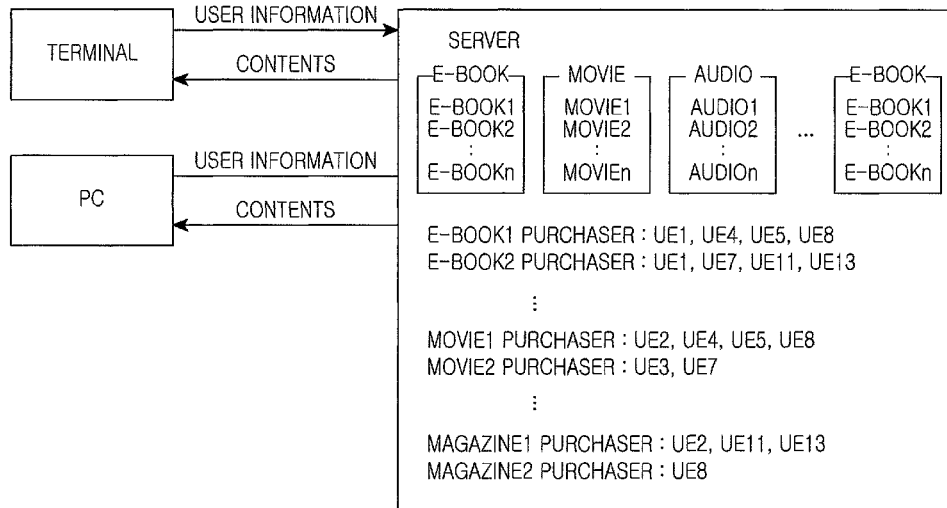 USER INFORMATION
TERMINAL
CONTENTS
USER INFORMATION
PC
CONTENTS
SERVER
E-BOOK
E-BOOK1
E-BOOK2
⋮
E-BOOKn
MOVIE
MOVIE1
MOVIE2
⋮
MOVIEn
AUDIO
AUDIO1
AUDIO2
⋮
AUDIOn
...
E-BOOK
E-BOOK1
E-BOOK2
⋮
E-BOOKn
E-BOOK1 PURCHASER : UE1, UE4, UE5, UE8
E-BOOK2 PURCHASER : UE1, UE7, UE11, UE13
⋮
MOVIE1 PURCHASER : UE2, UE4, UE5, UE8
MOVIE2 PURCHASER : UE3, UE7
⋮
MAGAZINE1 PURCHASER : UE2, UE11, UE13
MAGAZINE2 PURCHASER : UE8